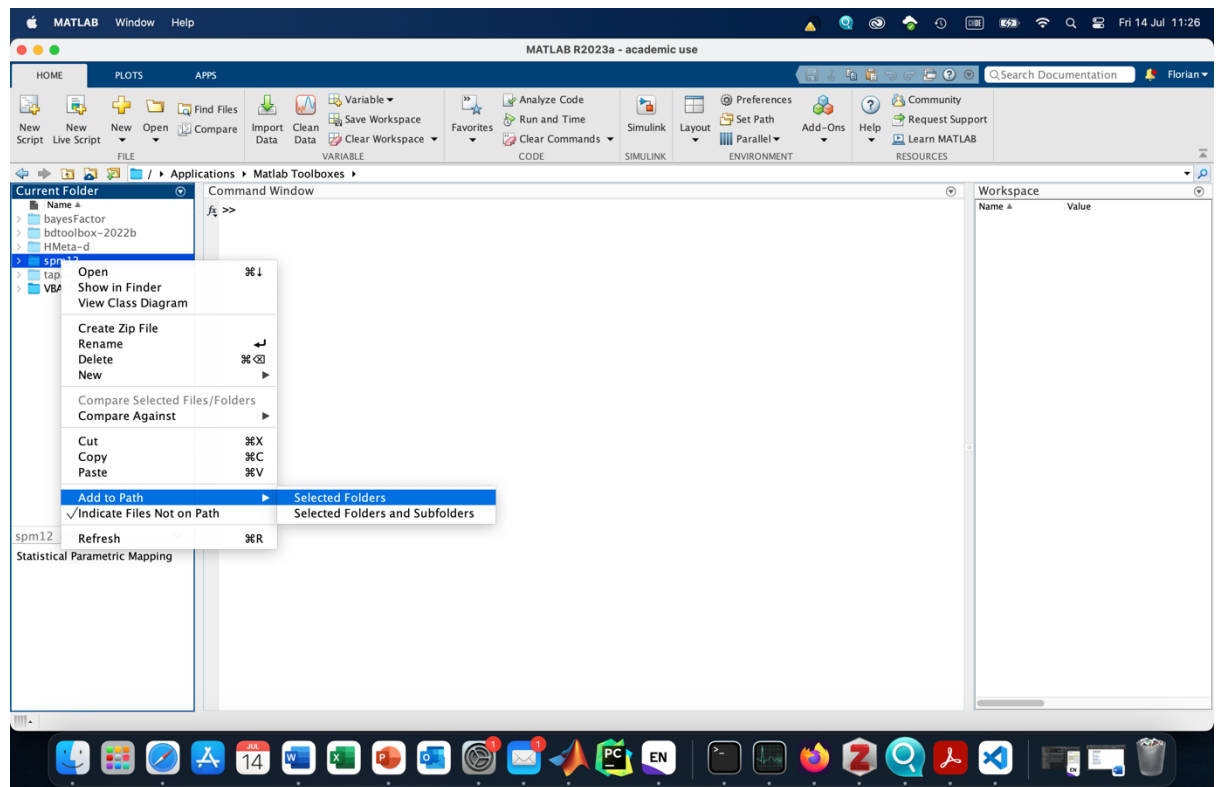 MATLAB Window Help
Fri 14 Jul 11:26
MATLAB R2023a - academic use
HOME PLOTS APPS
Search Documentation
Florian
New Script
New Live Script
New
Open
Find Files
Compare
FILE
Import Data
Clean Data
Variable
Save Workspace
Clear Workspace
VARIABLE
Favorites
Analyze Code
Run and Time
Clear Commands
CODE
Simulink
SIMULINK
Layout
Preferences
Set Path
Parallel
ENVIRONMENT
Add-Ons
Help
Community
Request Support
Learn MATLAB
RESOURCES
/ Applications Matlab Toolboxes
Current Folder
Name
bayesFactor
bdtoolbox-2022b
HMeta-d
spm12
tap
VBA
Command Window
fx >>
Workspace
Name Value
Open ⌘↓
Show in Finder
View Class Diagram
Create Zip File
Rename ↵
Delete ⌘⌫
New
Compare Selected Files/Folders
Compare Against
Cut ⌘X
Copy ⌘C
Paste ⌘V
Add to Path
✓Indicate Files Not on Path
Refresh ⌘R
Selected Folders
Selected Folders and Subfolders
spm12
Statistical Parametric Mapping
JUL
14
W
X
P
O
1
1
PC
EN
>_
Z